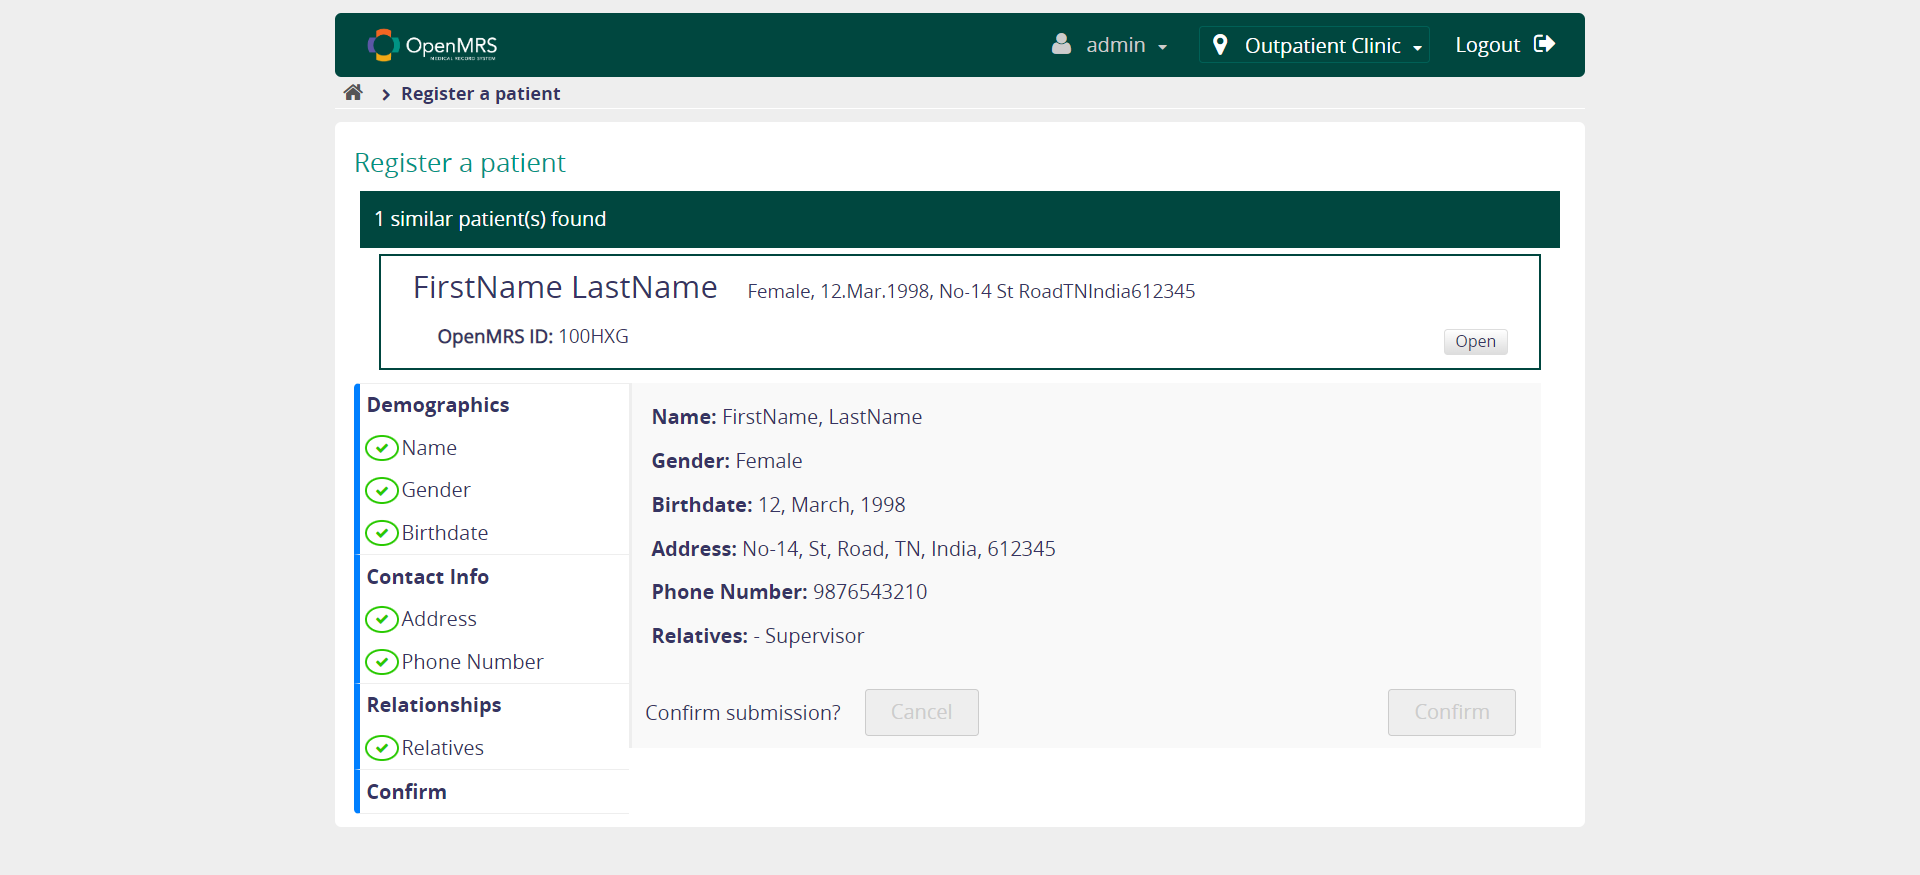 OpenMRS
MEDICAL RECORD SYSTEM
admin
Outpatient Clinic
Logout
Register a patient
Register a patient
1 similar patient(s) found
FirstName LastName Female, 12.Mar.1998, No-14 St RoadTNIndia612345
OpenMRS ID: 100HXG
Open
Demographics
Name
Gender
Birthdate
Contact Info
Address
Phone Number
Relationships
Relatives
Confirm
Name: FirstName, LastName
Gender: Female
Birthdate: 12, March, 1998
Address: No-14, St, Road, TN, India, 612345
Phone Number: 9876543210
Relatives: - Supervisor
Confirm submission? Cancel Confirm